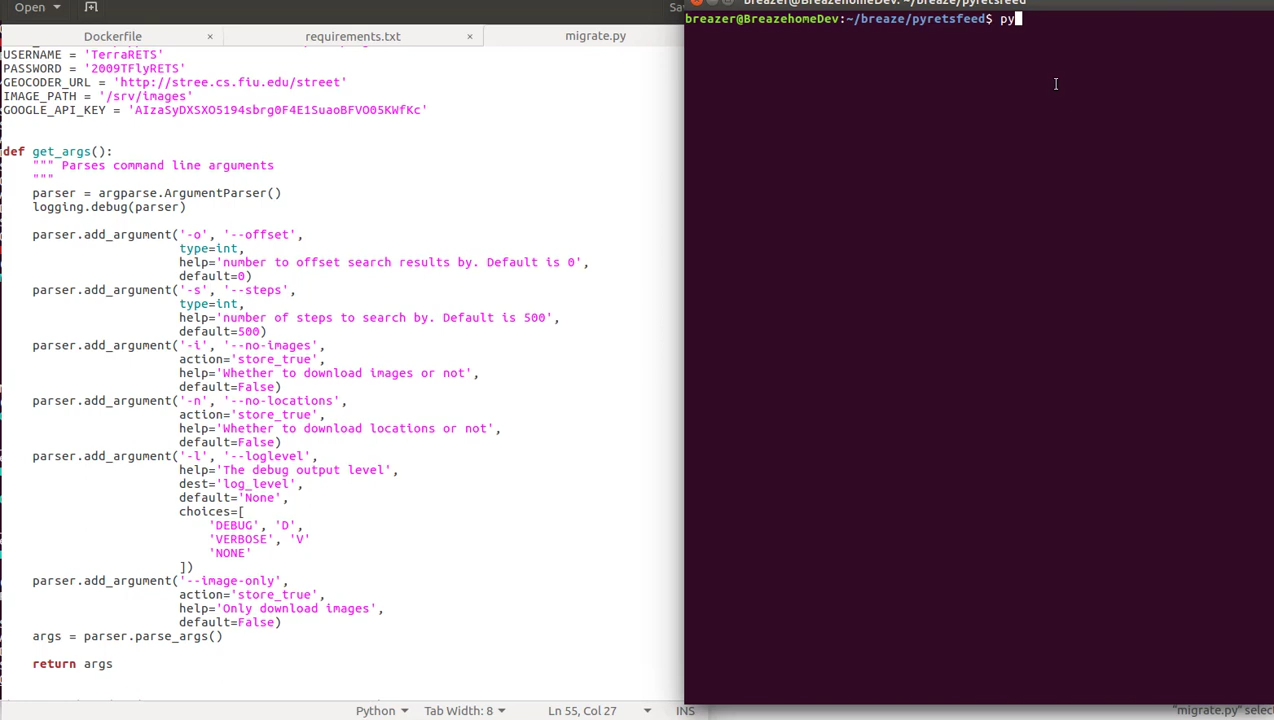 Open
Sa
Dockerfile × requirements.txt × migrate.py
USERNAME = 'TerraRETS'
PASSWORD = '2009TFlyRETS'
GEOCODER_URL = 'http://stree.cs.fiu.edu/street'
IMAGE_PATH = '/srv/images'
GOOGLE_API_KEY = 'AIzaSyDXSXO5194sbrg0F4E1SuaoBFVO05KWfKc'
def get_args():
""" Parses command line arguments
"""
parser = argparse.ArgumentParser()
logging.debug(parser)
parser.add_argument('-o', '--offset',
type=int,
help='number to offset search results by. Default is 0',
default=0)
parser.add_argument('-s', '--steps',
type=int,
help='number of steps to search by. Default is 500',
default=500)
parser.add_argument('-i', '--no-images',
action='store_true',
help='Whether to download images or not',
default=False)
parser.add_argument('-n', '--no-locations',
action='store_true',
help='Whether to download locations or not',
default=False)
parser.add_argument('-l', '--loglevel',
help='The debug output level',
dest='log_level',
default='None',
choices=[
'DEBUG', 'D',
'VERBOSE', 'V'
'NONE'
])
parser.add_argument('--image-only',
action='store_true',
help='Only download images',
default=False)
args = parser.parse_args()
return args
Python Tab Width: 8 Ln 55, Col 27 INS
breazer@BreazehomeDev: ~/breaze/pyretsfeed
breazer@BreazehomeDev:~/breaze/pyretsfeed$ py
"migrate.py" selec